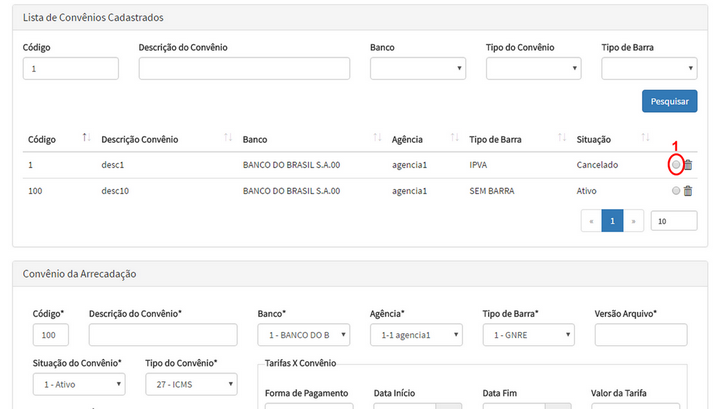 Lista de Convênios Cadastrados
Código Descrição do Convênio Banco Tipo do Convênio Tipo de Barra
1
Pesquisar
Código Descrição Convênio Banco Agência Tipo de Barra Situação
1
1 desc1 BANCO DO BRASIL S.A.00 agencia1 IPVA Cancelado
100 desc10 BANCO DO BRASIL S.A.00 agencia1 SEM BARRA Ativo
« 1 » 10
Convênio da Arrecadação
Código* Descrição do Convênio* Banco* Agência* Tipo de Barra* Versão Arquivo*
100 1 - BANCO DO B 1-1 agencia1 1 - GNRE
Situação do Convênio* Tipo do Convênio* Tarifas X Convênio
1 - Ativo 27 - ICMS
Forma de Pagamento Data Início Data Fim Valor da Tarifa